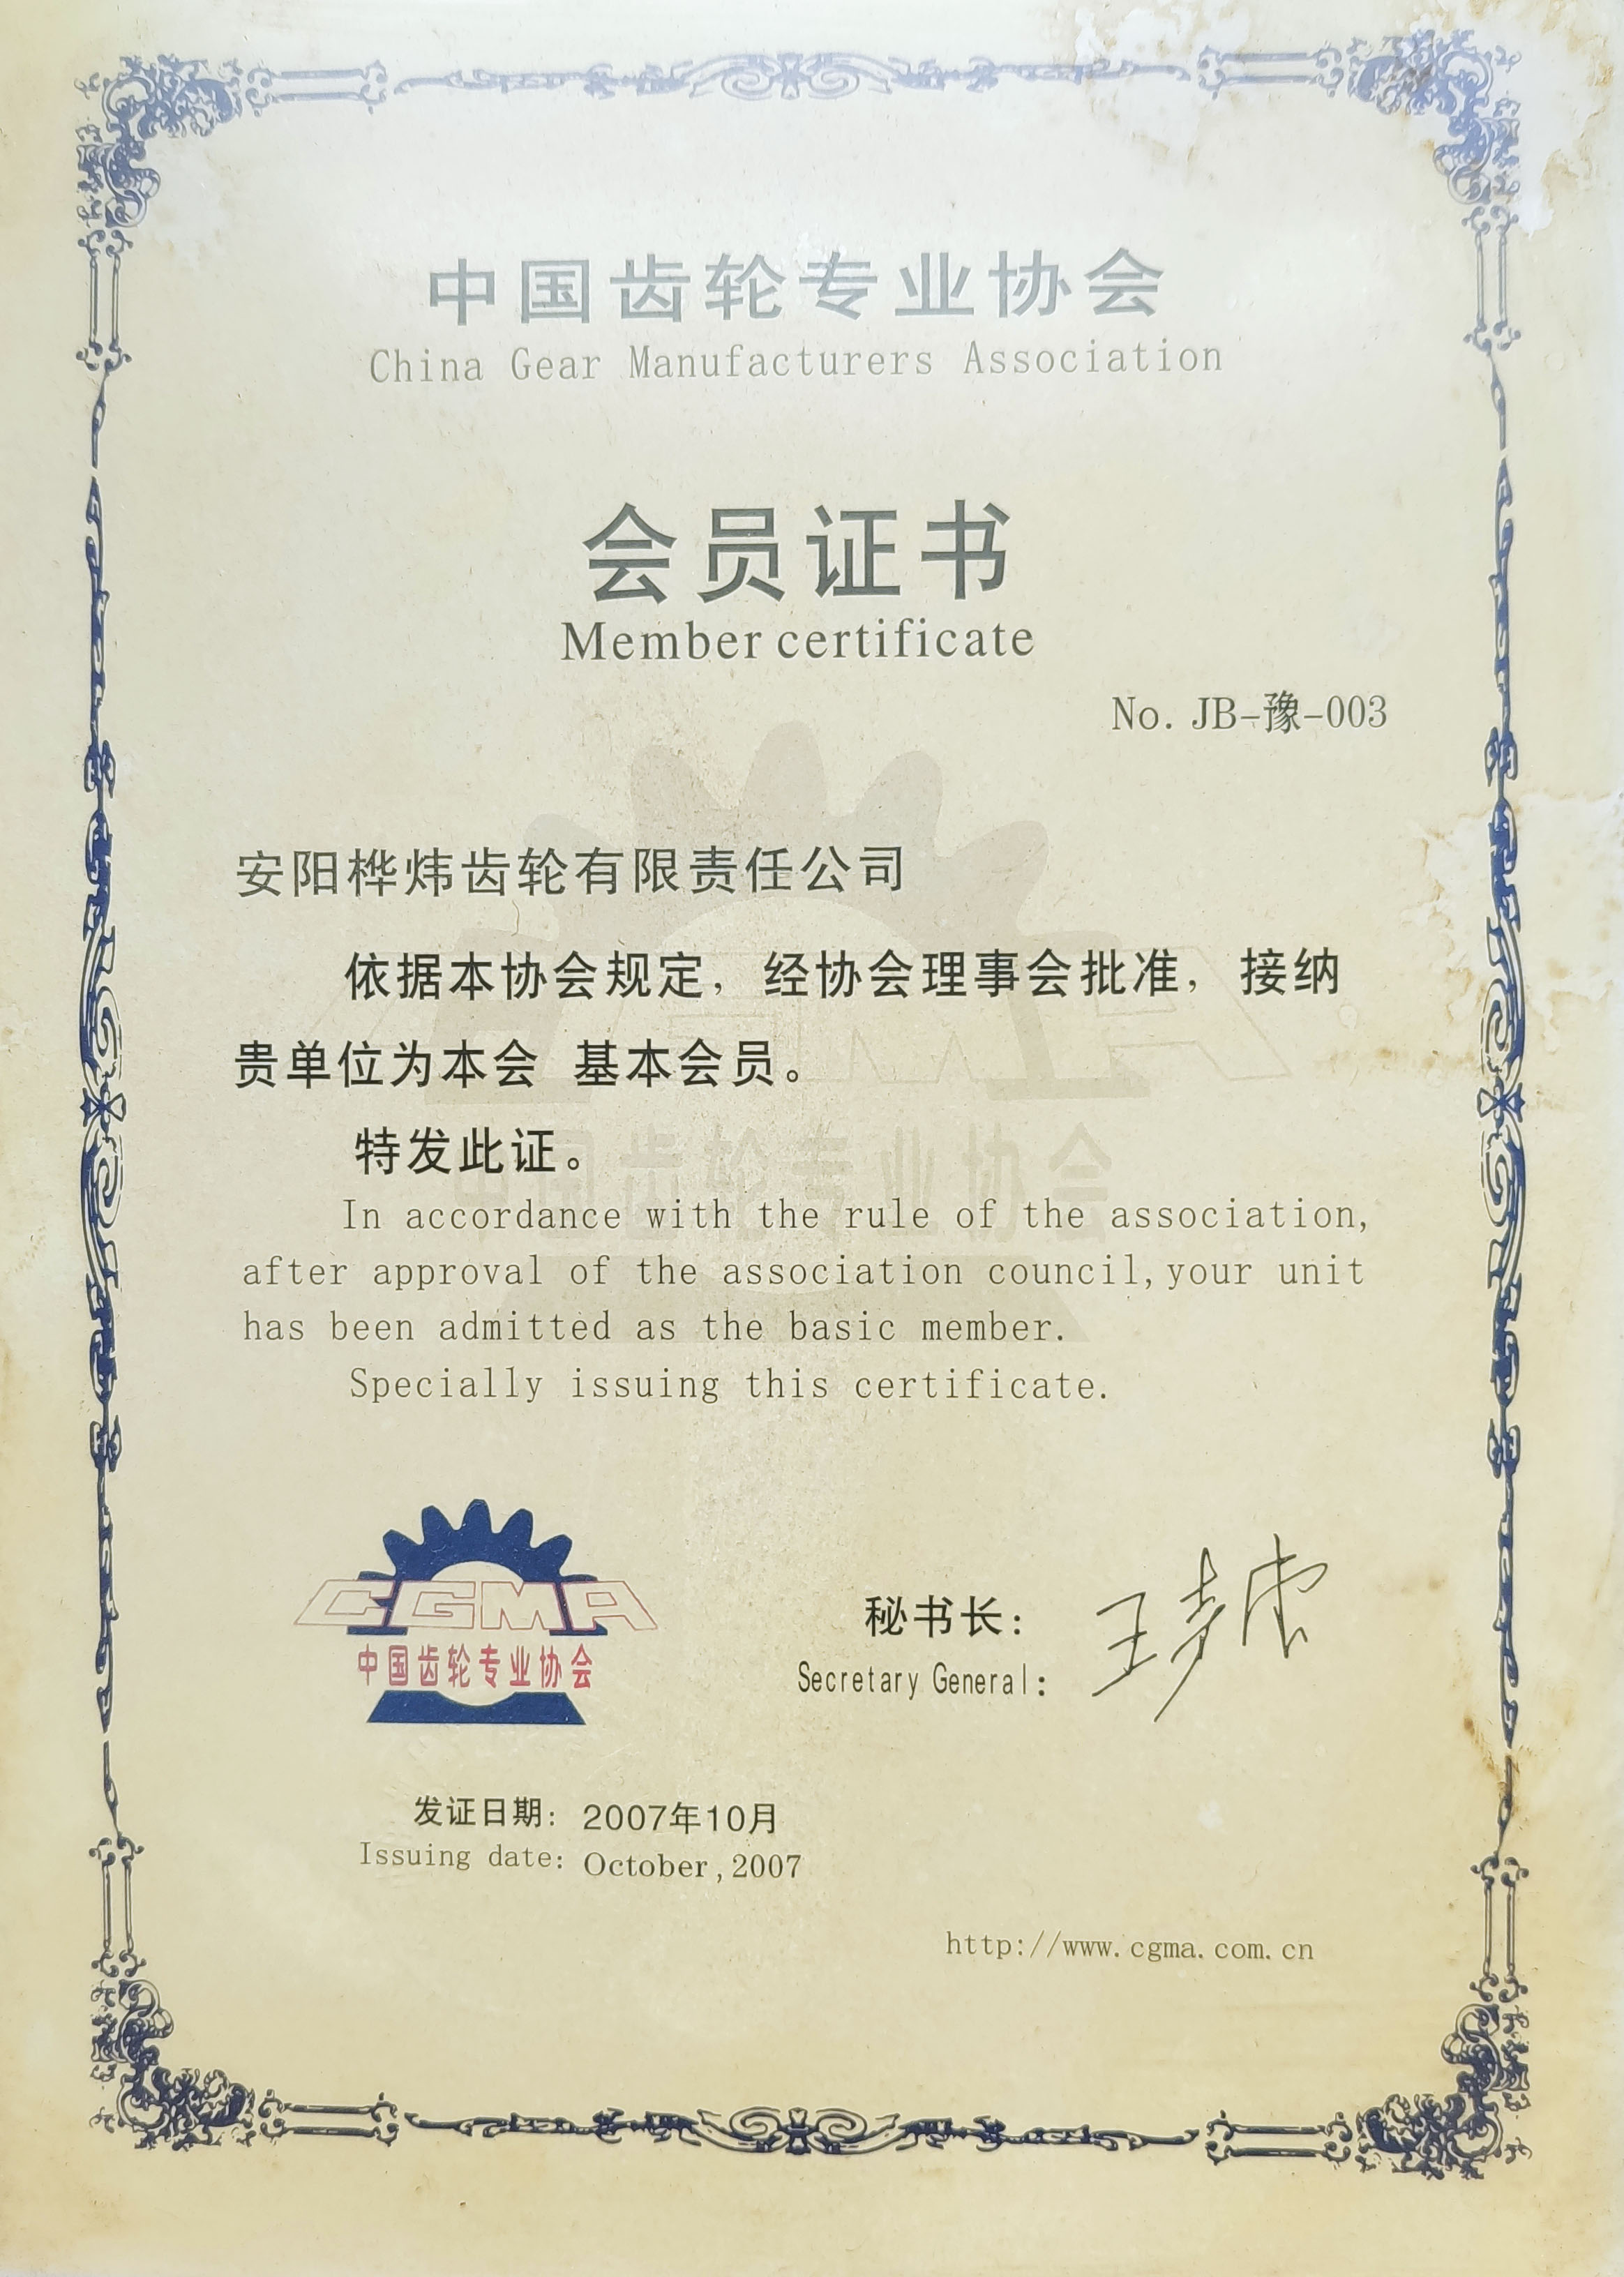 中国齿轮专业协会
China Gear Manufacturers Association
会员证书
Member certificate
No. JB-豫-003
安阳桦炜齿轮有限责任公司
依据本协会规定，经协会理事会批准，接纳
贵单位为本会 基本会员。
特发此证。
In accordance with the rule of the association,
after approval of the association council, your unit
has been admitted as the basic member.
Specially issuing this certificate.
CGMA
中国齿轮专业协会
秘书长：
Secretary General:
发证日期：2007年10月
Issuing date: October, 2007
http://www.cgma.com.cn